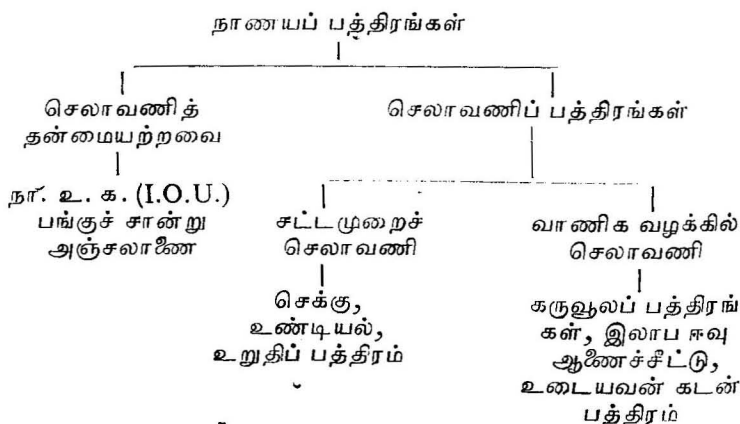 நாணயப் பத்திரங்கள்
செலாவணித்
தன்மையற்றவை
செலாவணிப் பத்திரங்கள்
நா. உ. க. (I.O.U.)
பங்குச் சான்று
அஞ்சலாணை
சட்டமுறைச்
செலாவணி
வாணிக வழக்கில்
செலாவணி
செக்கு,
உண்டியல்,
உறுதிப் பத்திரம்
கருவூலப் பத்திரங்
கள், இலாப ஈவு
ஆணைச்சீட்டு,
உடையவன் கடன்
பத்திரம்